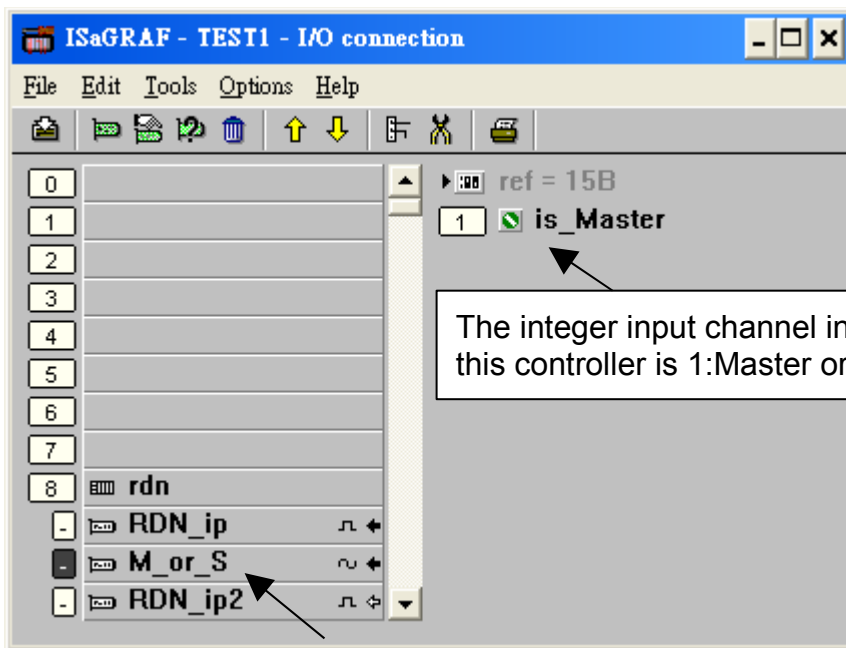 ISaGRAF - TEST1 - I/O connection
File Edit Tools Options Help
0
1
2
3
4
5
6
7
8 rdn
- RDN_ip
- M_or_S
- RDN_ip2
ref = 15B
1 is_Master
The integer input channel in
this controller is 1:Master or